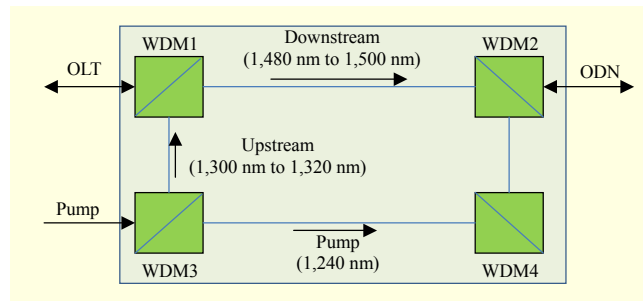 WDM1
Downstream
(1,480 nm to 1,500 nm)
WDM2
OLT
ODN
Upstream
(1,300 nm to 1,320 nm)
Pump
Pump
(1,240 nm)
WDM3
WDM4